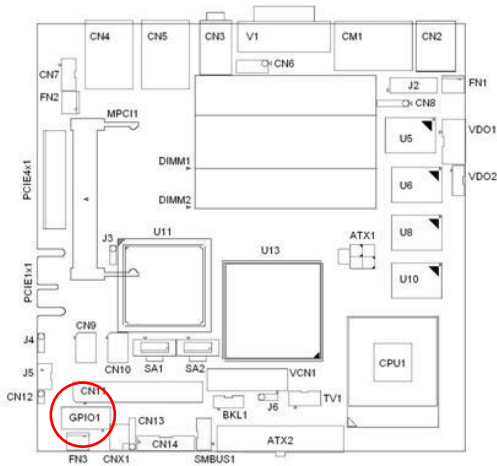 CN4
CN5
CN3
V1
CM1
CN2
CN6
CN7
J2
FN1
FN2
CN8
MPCI1
U5
VDO1
DIMM1
PCIE4x1
U6
VDO2
DIMM2
U11
J3
U13
ATX1
U8
PCIE1x1
U10
CN9
J4
CN10
SA1
SA2
CPU1
J5
VCN1
CN11
CN12
BKL1
J6
TV1
GPIO1
CN13
CN14
ATX2
FN3
CNX1
SMBUS1